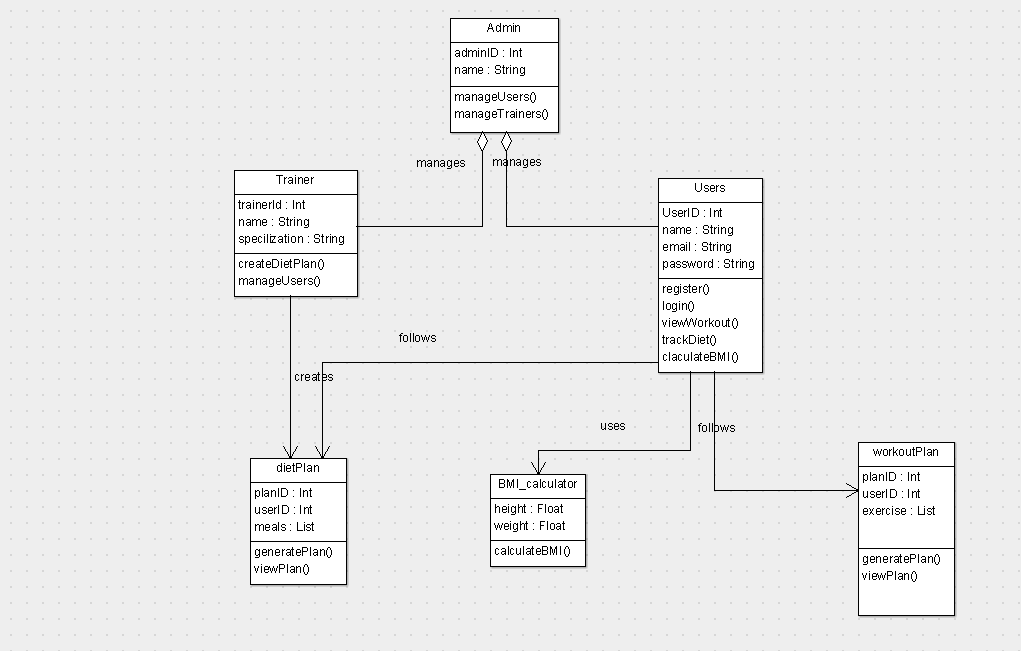 Admin
adminID : Int
name : String
manageUsers()
manageTrainers()
manages
manages
Trainer
trainerId : Int
name : String
specilization : String
createDietPlan()
manageUsers()
Users
UserID : Int
name : String
email : String
password : String
register()
login()
viewWorkout()
trackDiet()
claculateBMI()
follows
creates
uses
follows
dietPlan
planID : Int
userID : Int
meals : List
generatePlan()
viewPlan()
BMI_calculator
height : Float
weight : Float
calculateBMI()
workoutPlan
planID : Int
userID : Int
exercise : List
generatePlan()
viewPlan()